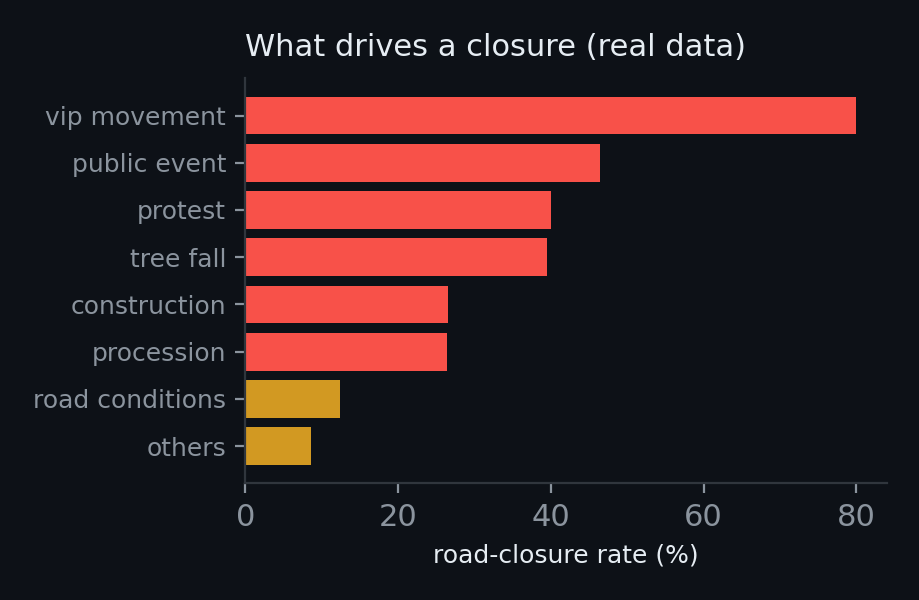 What drives a closure (real data)
vip movement
public event
protest
tree fall
construction
procession
road conditions
others
0 20 40 60 80
road-closure rate (%)